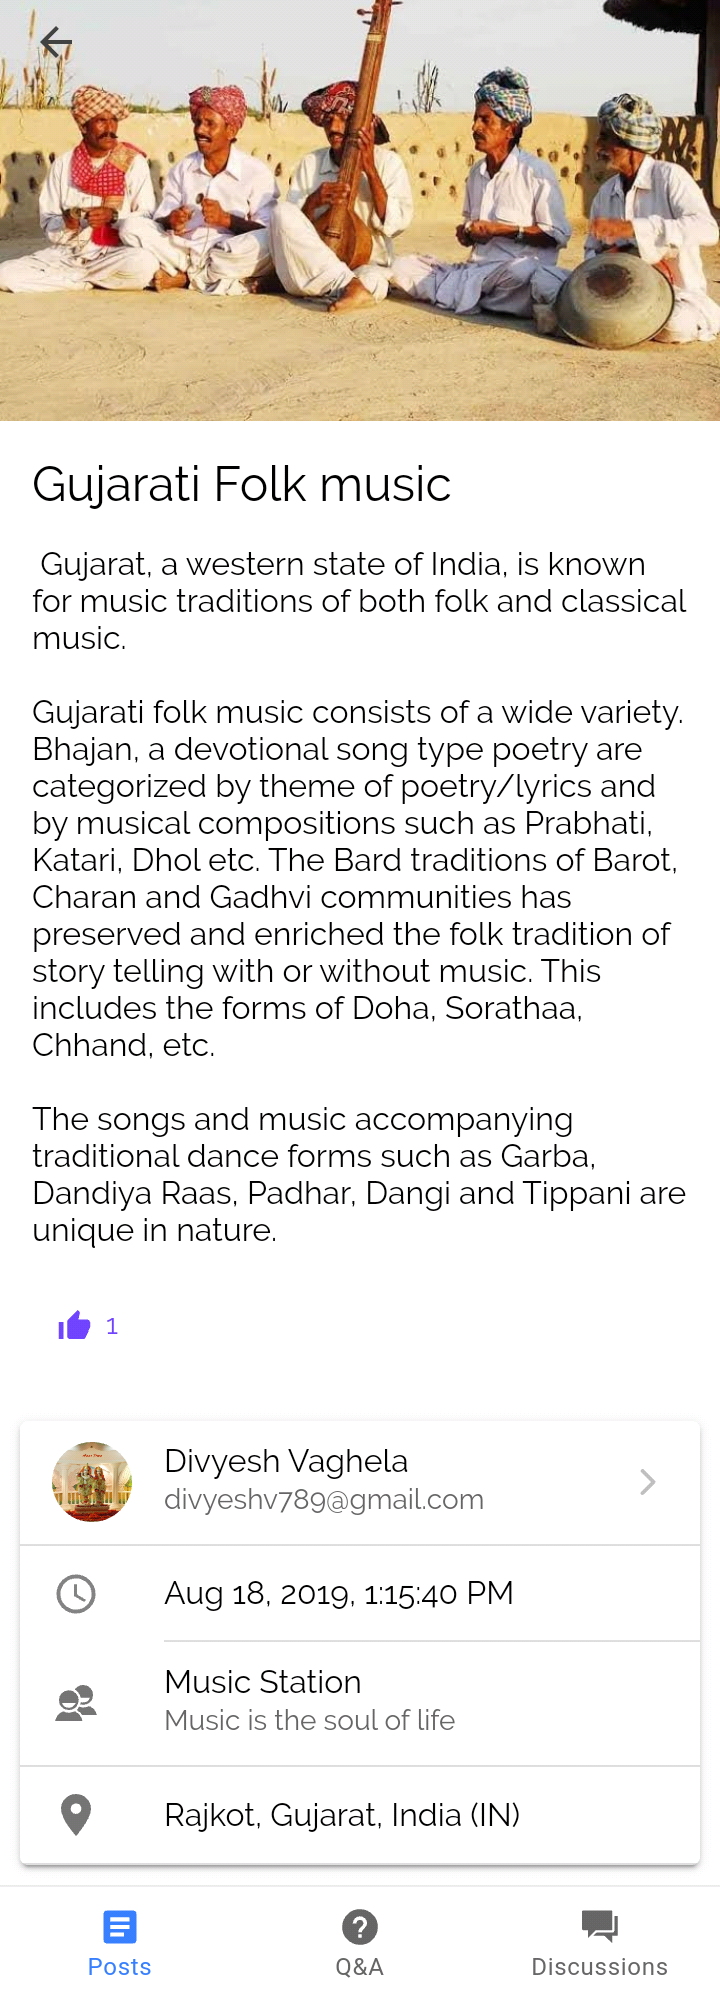 Gujarati Folk music
Gujarat, a western state of India, is known
for music traditions of both folk and classical
music.
Gujarati folk music consists of a wide variety.
Bhajan, a devotional song type poetry are
categorized by theme of poetry/lyrics and
by musical compositions such as Prabhati,
Katari, Dhol etc. The Bard traditions of Barot,
Charan and Gadhvi communities has
preserved and enriched the folk tradition of
story telling with or without music. This
includes the forms of Doha, Sorathaa,
Chhand, etc.
The songs and music accompanying
traditional dance forms such as Garba,
Dandiya Raas, Padhar, Dangi and Tippani are
unique in nature.
1
Divyesh Vaghela
divyeshv789@gmail.com
Aug 18, 2019, 1:15:40 PM
Music Station
Music is the soul of life
Rajkot, Gujarat, India (IN)
Posts
Q&A
Discussions